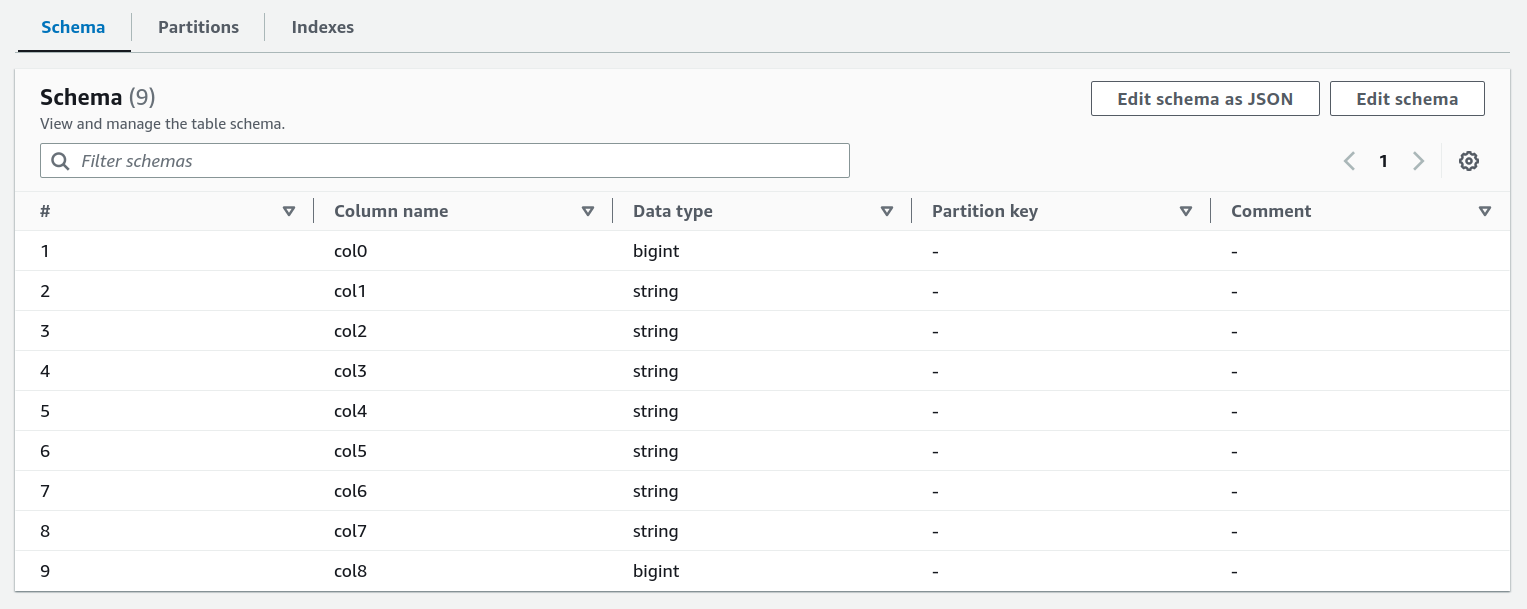 Schema Partitions Indexes
Schema (9) Edit schema as JSON Edit schema
View and manage the table schema.
Filter schemas 1
# Column name Data type Partition key Comment
1 col0 bigint - -
2 col1 string - -
3 col2 string - -
4 col3 string - -
5 col4 string - -
6 col5 string - -
7 col6 string - -
8 col7 string - -
9 col8 bigint - -